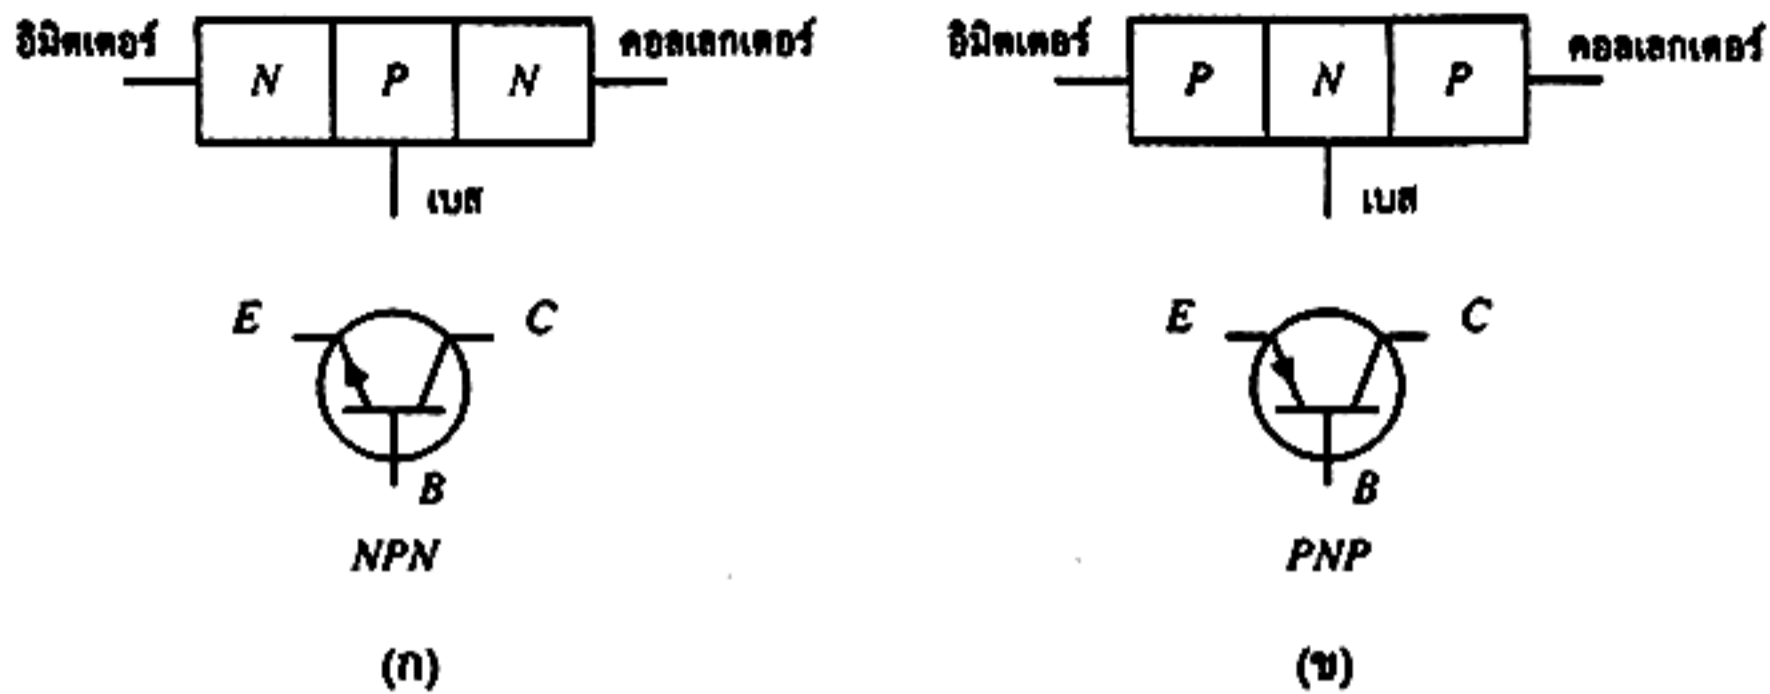 อิมิตเตอร์ N P N คอลเลกเตอร์
เบส
E C
B
NPN
(ก)
อิมิตเตอร์ P N P คอลเลกเตอร์
เบส
E C
B
PNP
(ข)